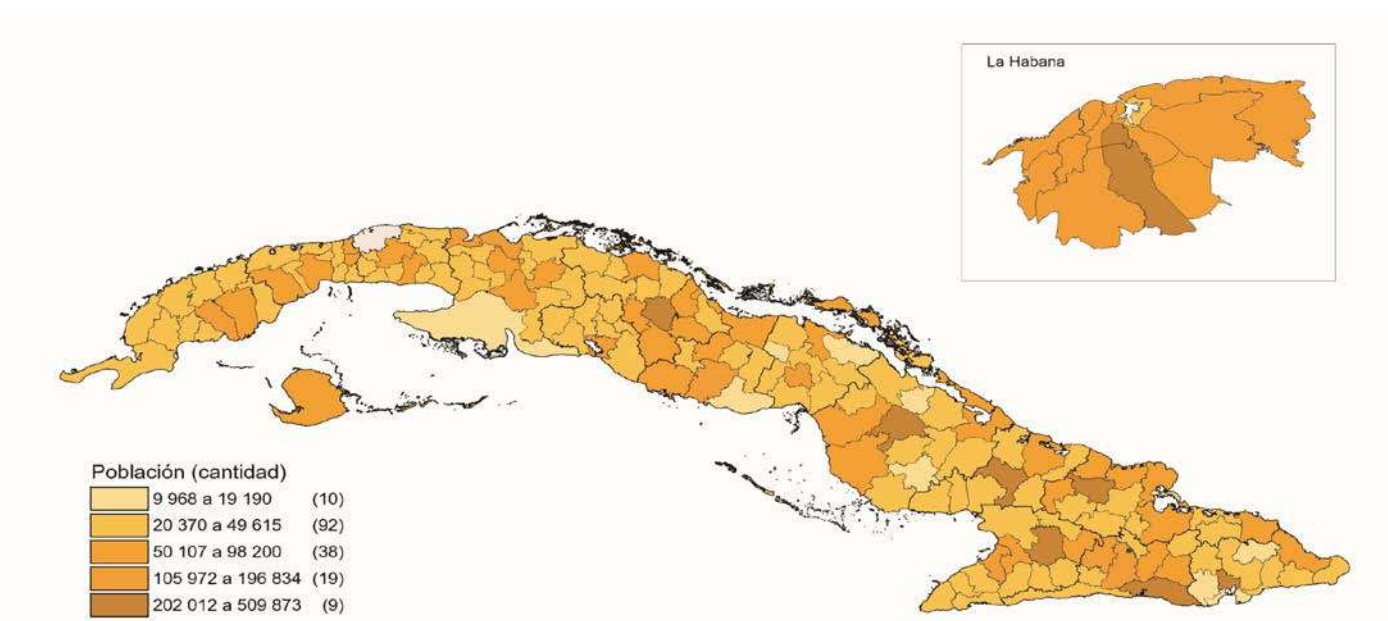 La Habana
Población (cantidad)
9 968 a 19 190 (10)
20 370 a 49 615 (92)
50 107 a 98 200 (38)
105 972 a 196 834 (19)
202 012 a 509 873 (9)